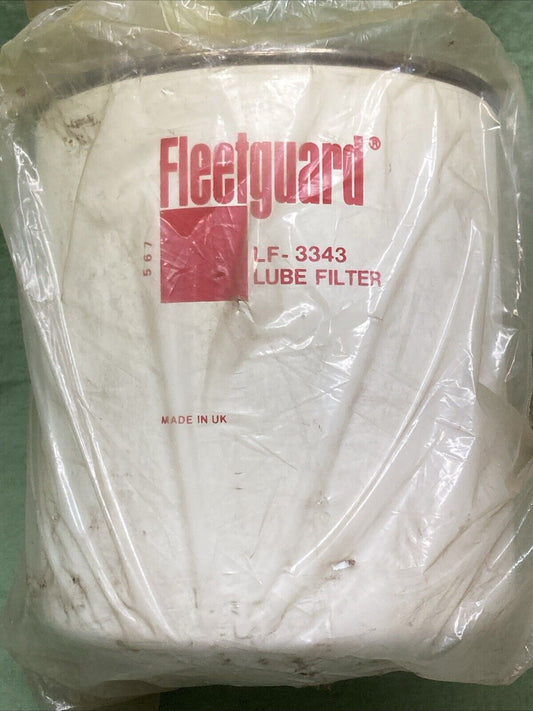 Fleetguard®
567
LF-3343
LUBE FILTER
MADE IN UK